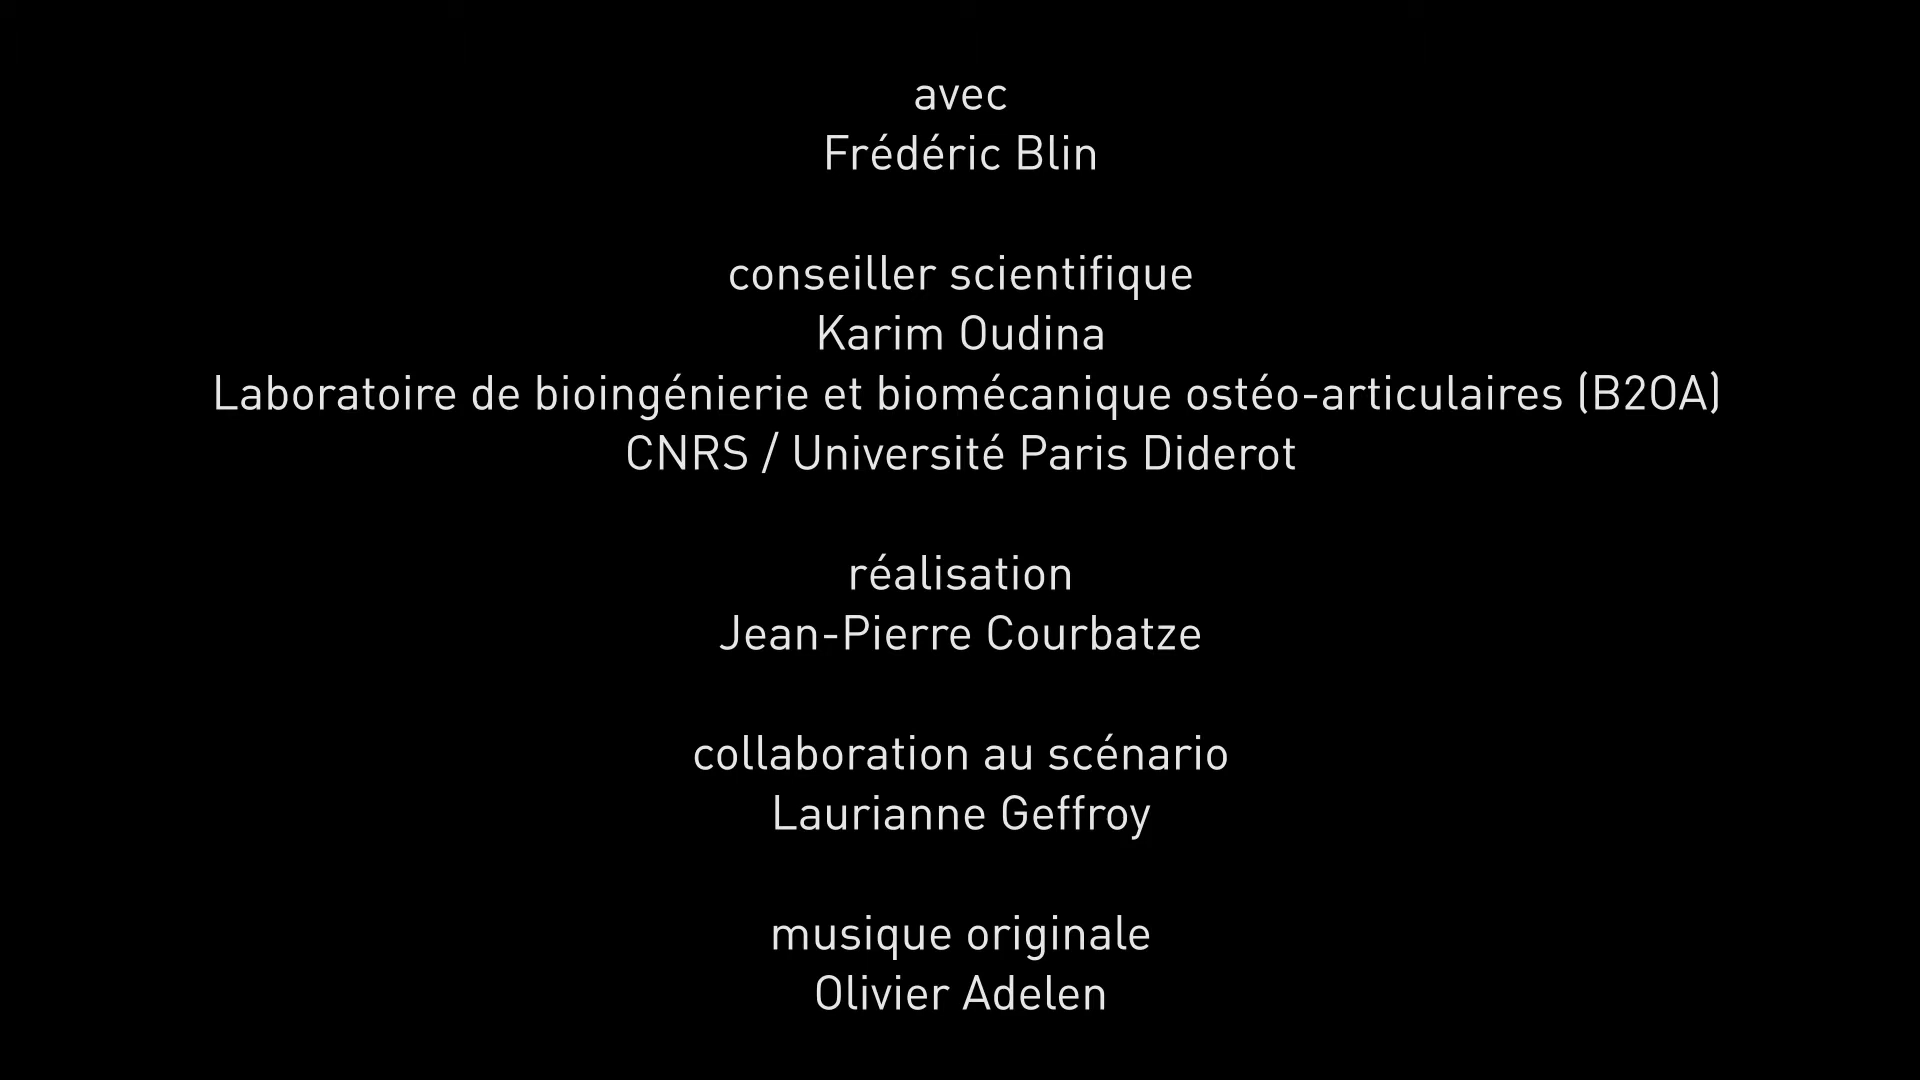 avec
Frédéric Blin
conseiller scientifique
Karim Oudina
Laboratoire de bioingénierie et biomécanique ostéo-articulaires (B2OA)
CNRS / Université Paris Diderot
réalisation
Jean-Pierre Courbatze
collaboration au scénario
Laurianne Geffroy
musique originale
Olivier Adelen